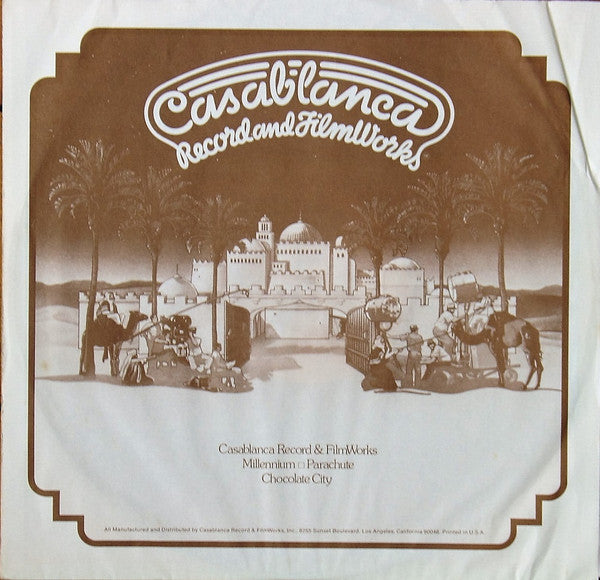 Casablanca
Record and FilmWorks
Casablanca Record & FilmWorks
Millennium □ Parachute
Chocolate City
All Manufactured and Distributed by Casablanca Record & FilmWorks, Inc., 8255 Sunset Boulevard, Los Angeles, California 90046, Printed in U.S.A.